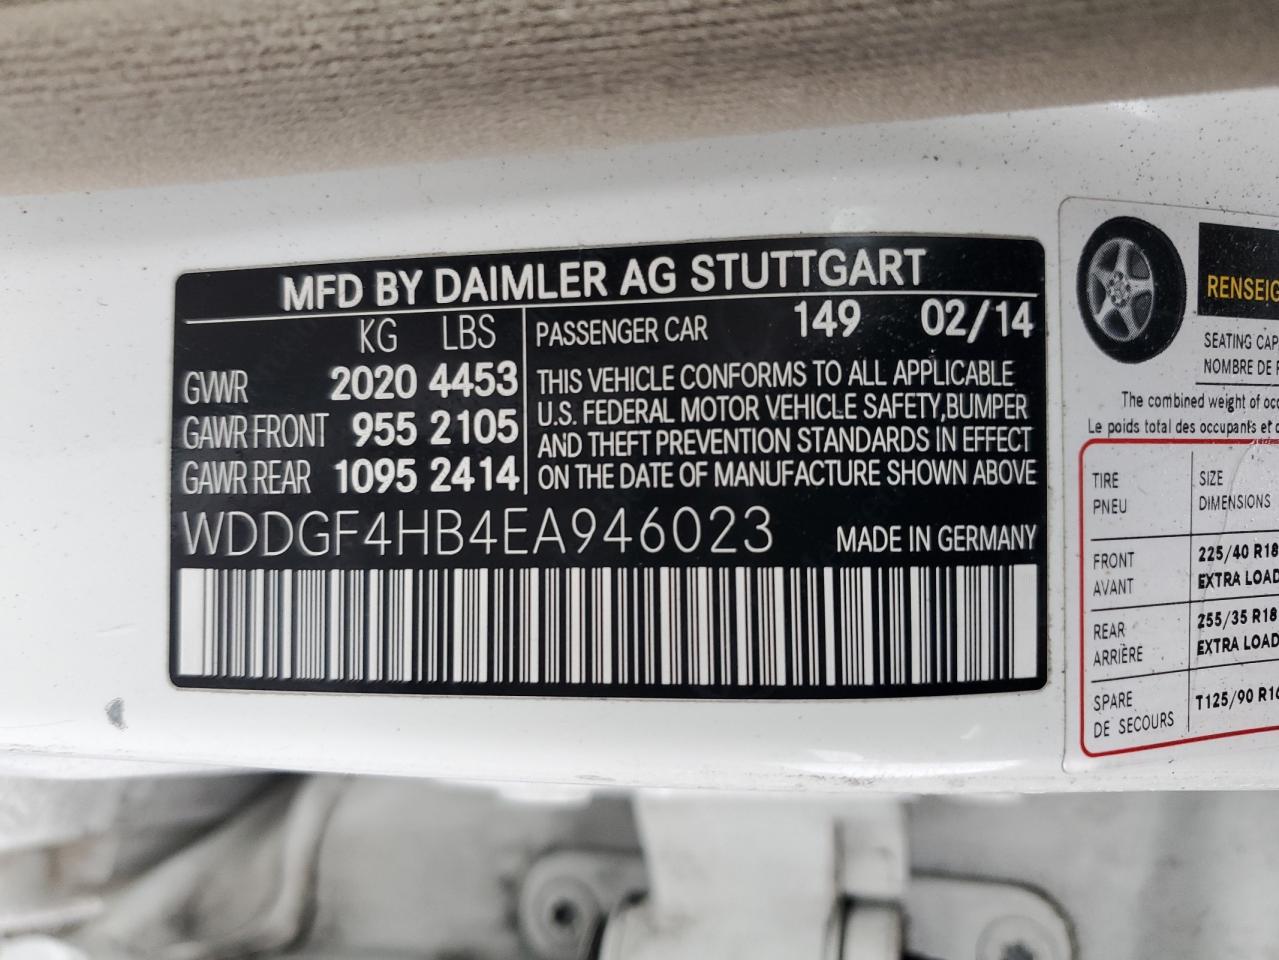 MFD BY DAIMLER AG STUTTGART
KG LBS
GVWR 2020 4453
GAWR FRONT 955 2105
GAWR REAR 1095 2414
PASSENGER CAR 149 02/14
THIS VEHICLE CONFORMS TO ALL APPLICABLE
U.S. FEDERAL MOTOR VEHICLE SAFETY,BUMPER
AND THEFT PREVENTION STANDARDS IN EFFECT
ON THE DATE OF MANUFACTURE SHOWN ABOVE
WDDGF4HB4EA946023 MADE IN GERMANY
RENSEIG
SEATING CAP
NOMBRE DE
The combined weight of occ
Le poids total des occupants et
TIRE SIZE
PNEU DIMENSIONS
FRONT 225/40 R18
AVANT EXTRA LOAD
REAR 255/35 R18
ARRIÈRE EXTRA LOAD
SPARE T125/90 R16
DE SECOURS